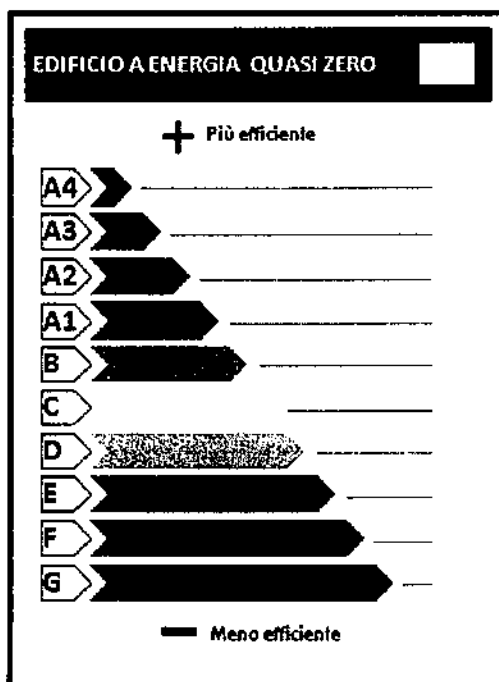 EDIFICIO A ENERGIA QUASI ZERO
+ Più efficiente
A4
A3
A2
A1
B
C
D
E
F
G
Meno efficiente